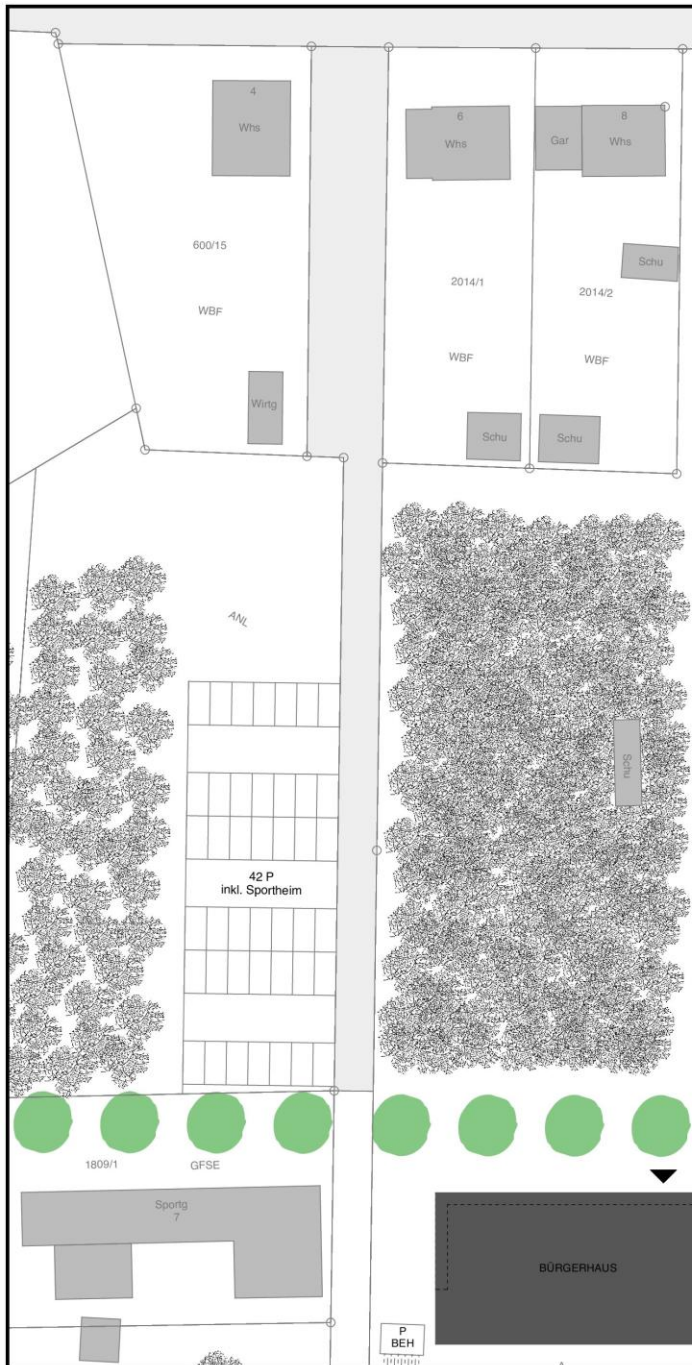 4
Whs
6
Whs
Gar
8
Whs
600/15
Schu
2014/1
2014/2
WBF
WBF
WBF
Wirtg
Schu
Schu
ANL
Schu
42 P
inkl. Sportheim
1809/1
GFSE
Sportg
7
BÜRGERHAUS
P
BEH